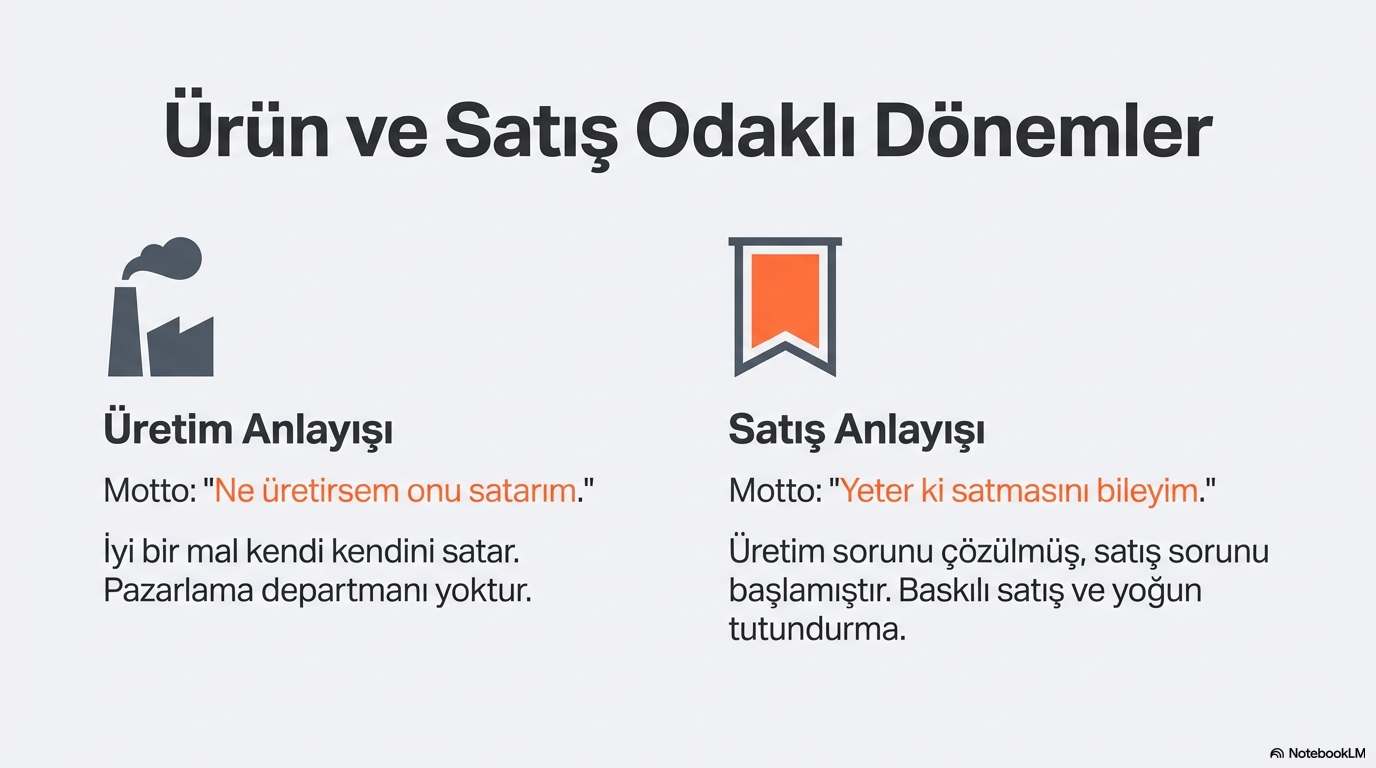 Ürün ve Satış Odaklı Dönemler
Üretim Anlayışı
Motto: "Ne üretirsem onu satarım."
İyi bir mal kendi kendini satar.
Pazarlama departmanı yoktur.
Satış Anlayışı
Motto: "Yeter ki satmasını bileyim."
Üretim sorunu çözülmüş, satış sorunu
başlamıştır. Baskılı satış ve yoğun
tutundurma.
NotebookLM